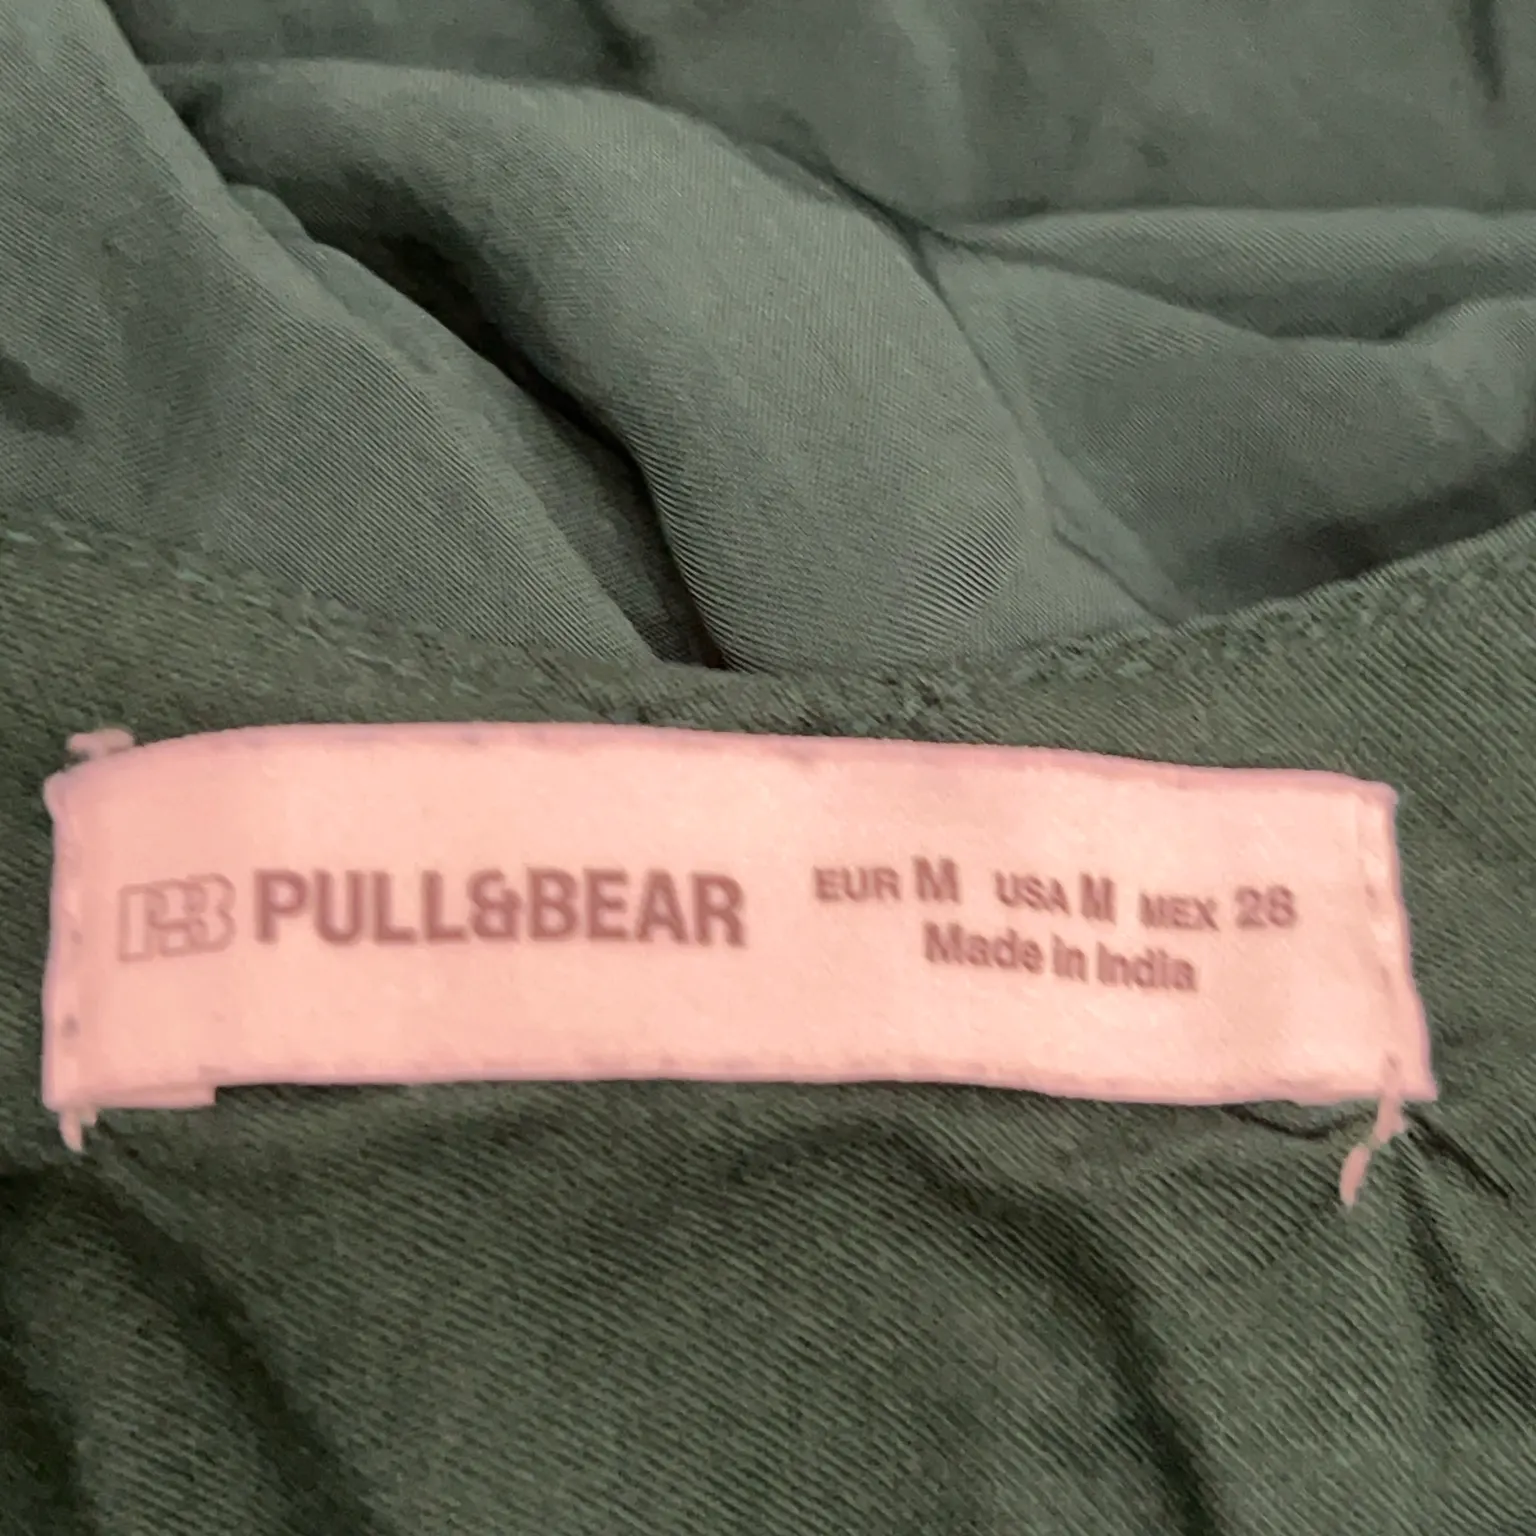 P&B PULL&BEAR EUR M USA M MEX 28
Made in India